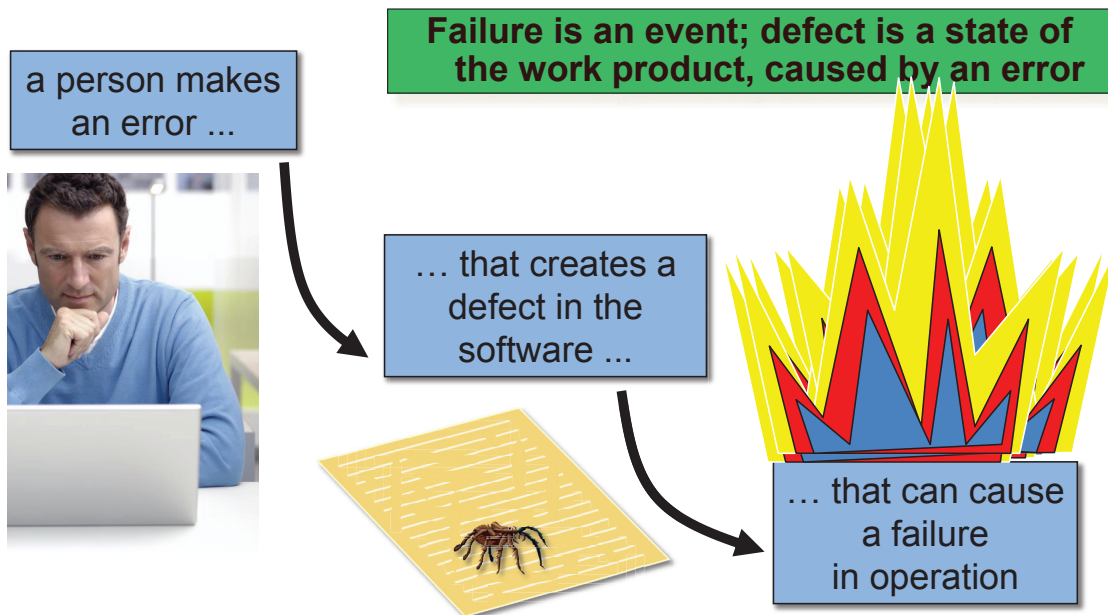 Failure is an event; defect is a state of
the work product, caused by an error
a person makes
an error ...
… that creates a
defect in the
software ...
… that can cause
a failure
in operation